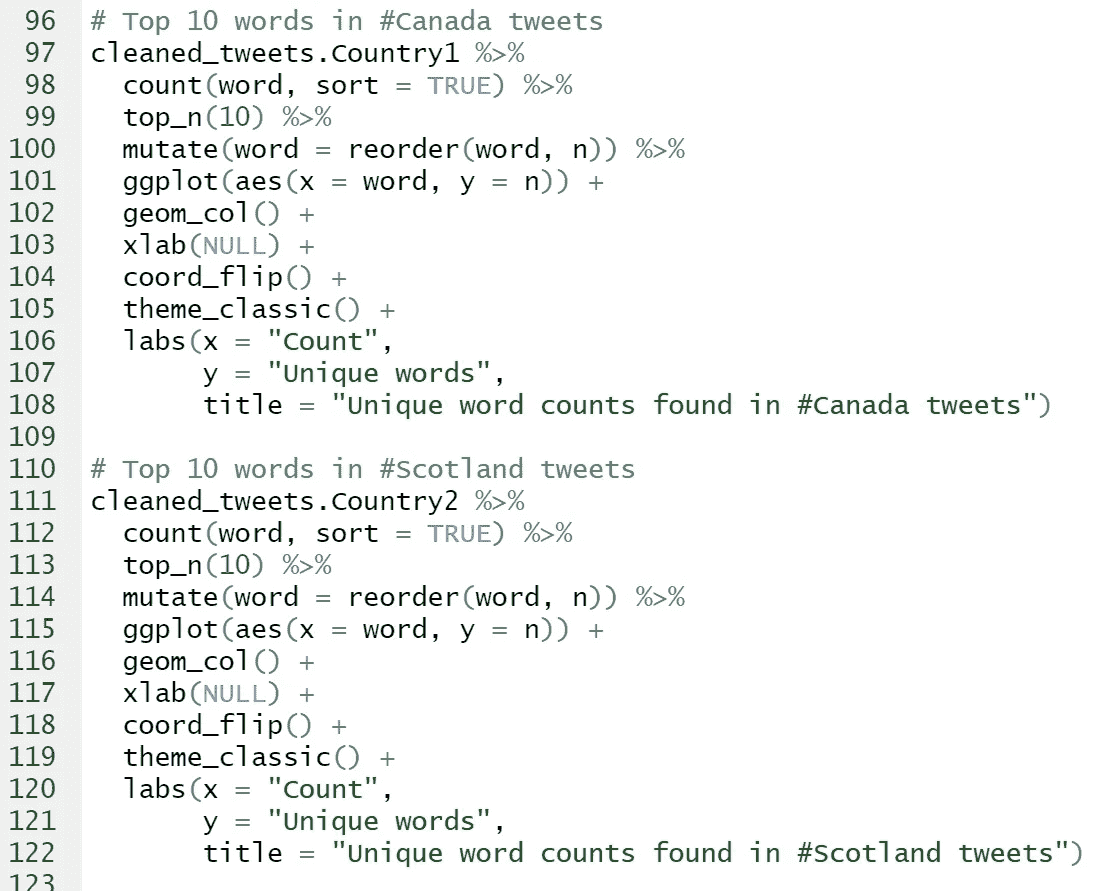 96 # Top 10 words in #Canada tweets
97 cleaned_tweets.Country1 %>%
98   count(word, sort = TRUE) %>%
99   top_n(10) %>%
100   mutate(word = reorder(word, n)) %>%
101   ggplot(aes(x = word, y = n)) +
102   geom_col() +
103   xlab(NULL) +
104   coord_flip() +
105   theme_classic() +
106   labs(x = "Count",
107        y = "Unique words",
108        title = "Unique word counts found in #Canada tweets")
109
110 # Top 10 words in #Scotland tweets
111 cleaned_tweets.Country2 %>%
112   count(word, sort = TRUE) %>%
113   top_n(10) %>%
114   mutate(word = reorder(word, n)) %>%
115   ggplot(aes(x = word, y = n)) +
116   geom_col() +
117   xlab(NULL) +
118   coord_flip() +
119   theme_classic() +
120   labs(x = "Count",
121        y = "Unique words",
122        title = "Unique word counts found in #Scotland tweets")
123